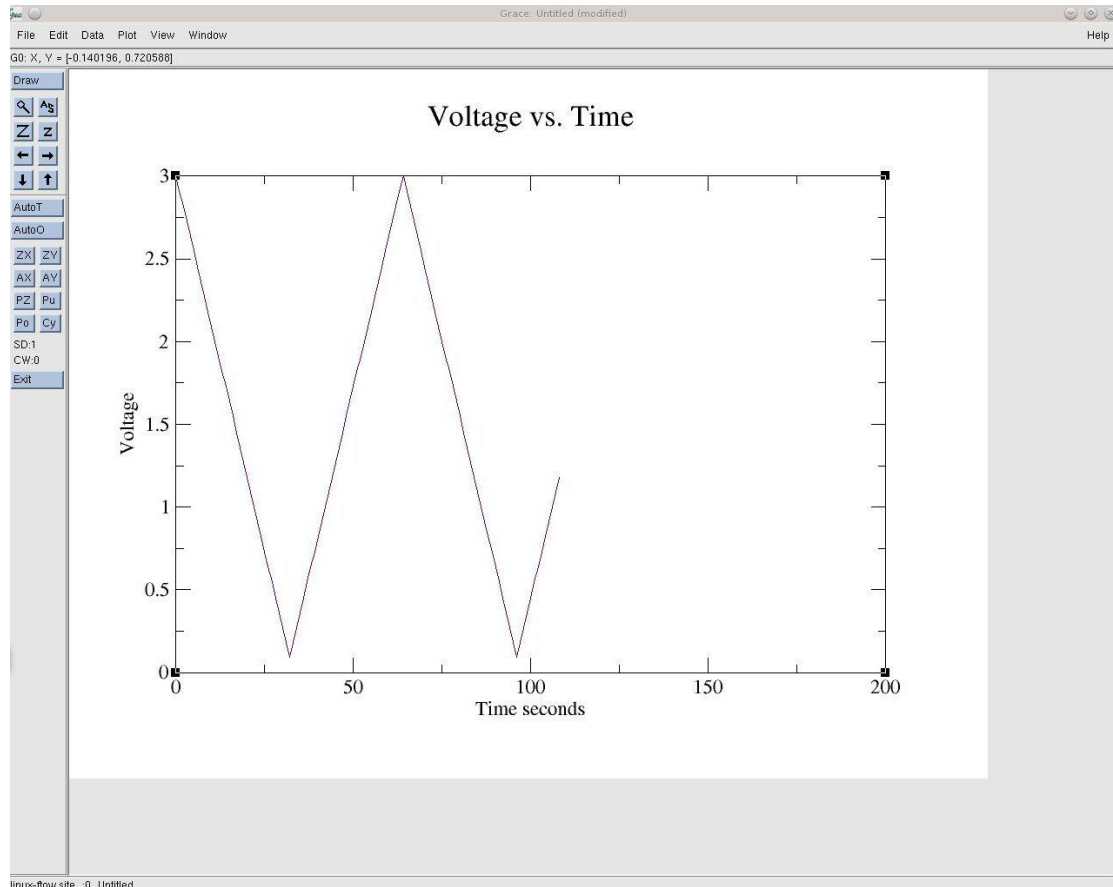 Grace: Untitled (modified)
File Edit Data Plot View Window Help
G0: X, Y = [-0.140196, 0.720588]
Draw
AS
Z z
AutoT
AutoO
ZX ZY
AX AY
PZ Pu
Po Cy
SD:1
CW:0
Exit
Voltage vs. Time
3
2.5
2
1.5
1
0.5
0
Voltage
0 50 100 150 200
Time seconds
linux-flow.site, :0, Untitled